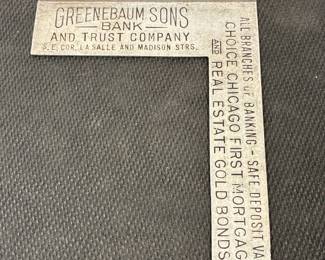 GREENEBAUM SONS
BANK
AND TRUST COMPANY
S.E. COR. LA SALLE AND MADISON STRS.
ALL BRANCHES OF BANKING - SAFE DEPOSIT VA
CHOICE CHICAGO FIRST MORTGAG
AND REAL ESTATE GOLD BONDS